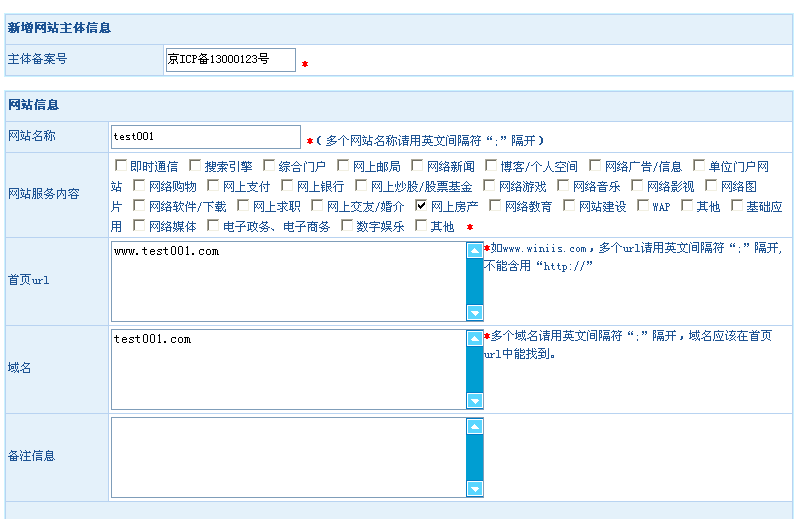 新增网站主体信息
主体备案号 京ICP备13000123号 *
网站信息
网站名称 test001 *( 多个网站名称请用英文间隔符“;”隔开)
网站服务内容
即时通信 搜索引擎 综合门户 网上邮局 网络新闻 博客/个人空间 网络广告/信息 单位门户网
站 网络购物 网上支付 网上银行 网上炒股/股票基金 网络游戏 网络音乐 网络影视 网络图
片 网络软件/下载 网上求职 网上交友/婚介 网上房产 网络教育 网站建设 WAP 其他 基础应
用 网络媒体 电子政务、电子商务 数字娱乐 其他 *
首页url
www.test001.com
*如www.winiis.com,多个url请用英文间隔符“;”隔开,
不能含用“http://”
域名
test001.com
*多个域名请用英文间隔符“;”隔开,域名应该在首页
url中能找到。
备注信息